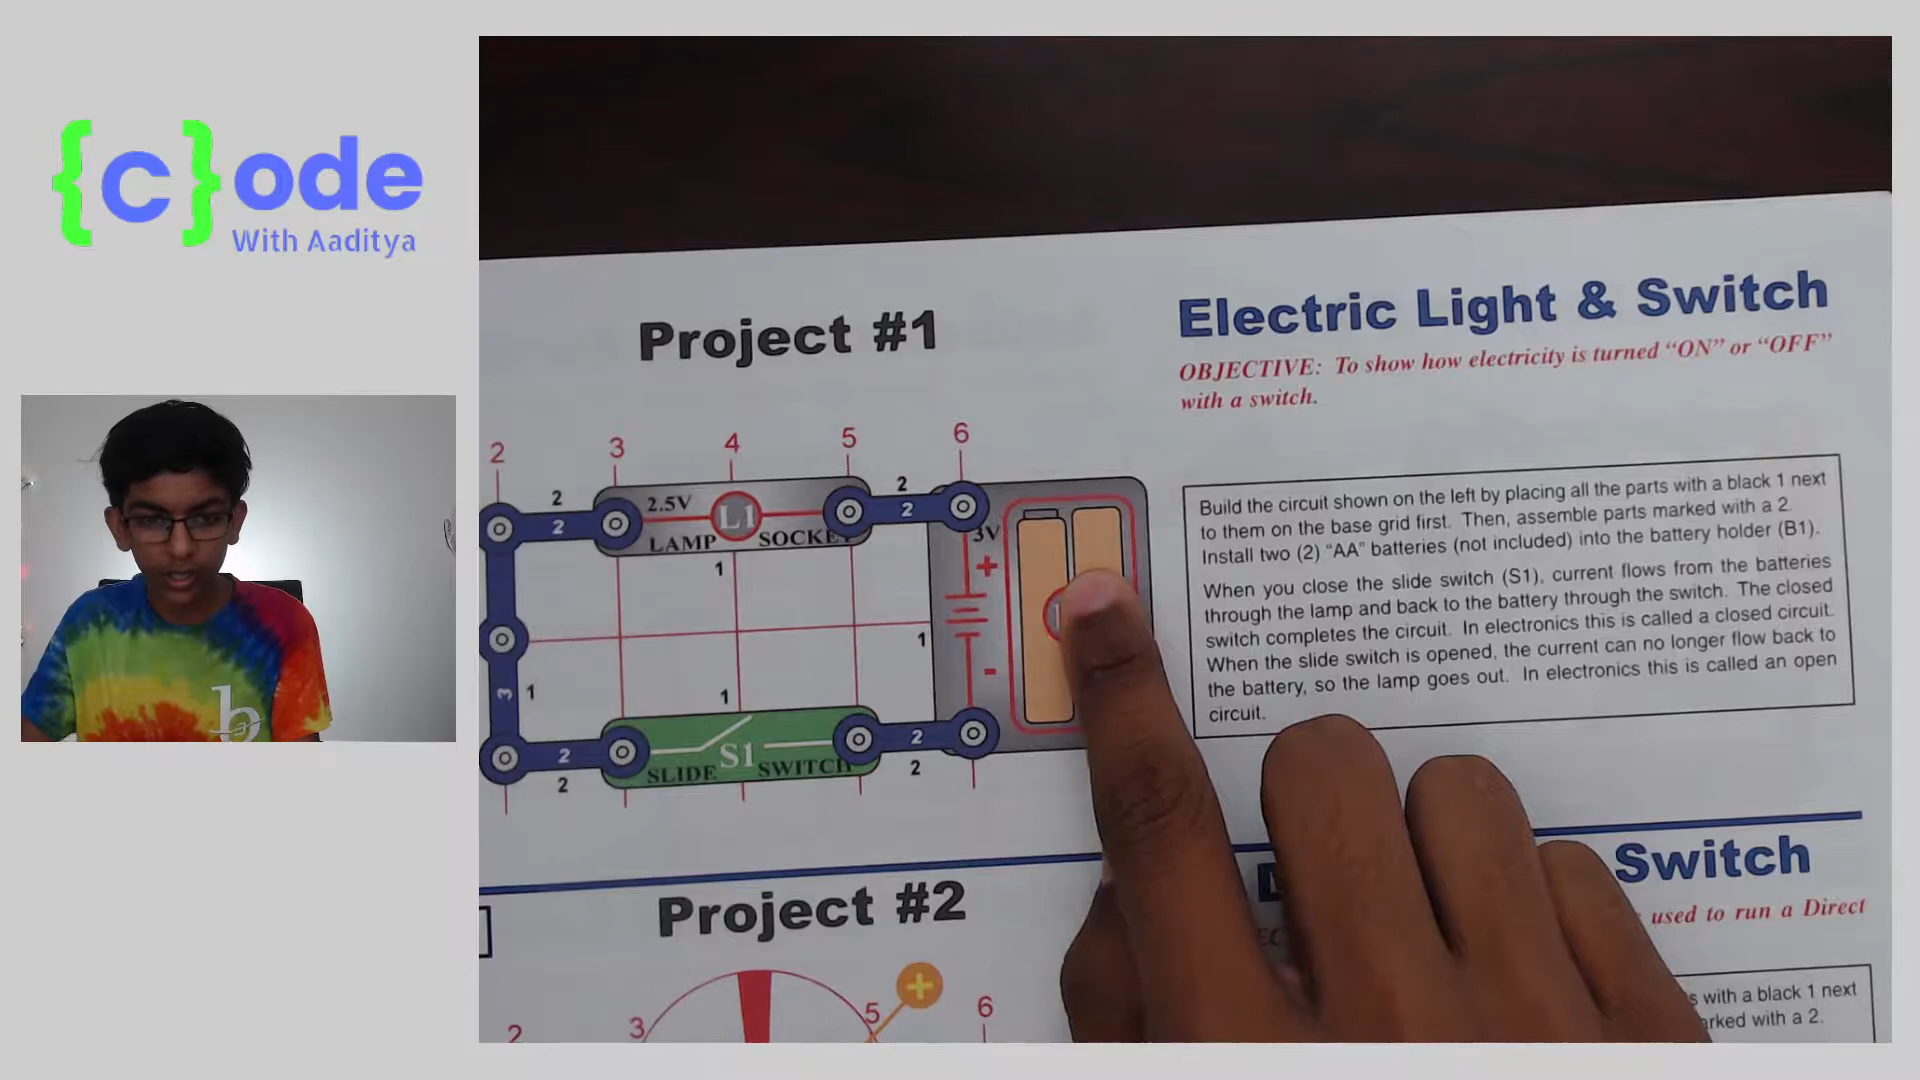 {c}ode
With Aaditya
Project #1
Electric Light & Switch
OBJECTIVE: To show how electricity is turned “ON” or “OFF”
with a switch.
2 3 4 5 6
2 2
2 2.5V L1 2
LAMP SOCKET 3V
1 +
1
3 1 1 -
S1
2 SLIDE SWITCH 2
2 2
Build the circuit shown on the left by placing all the parts with a black 1 next
to them on the base grid first. Then, assemble parts marked with a 2.
Install two (2) “AA” batteries (not included) into the battery holder (B1).
When you close the slide switch (S1), current flows from the batteries
through the lamp and back to the battery through the switch. The closed
switch completes the circuit. In electronics this is called a closed circuit.
When the slide switch is opened, the current can no longer flow back to
the battery, so the lamp goes out. In electronics this is called an open
circuit.
Project #2
Switch
used to run a Direct
with a black 1 next
with a 2.
2 3 5 + 6
b